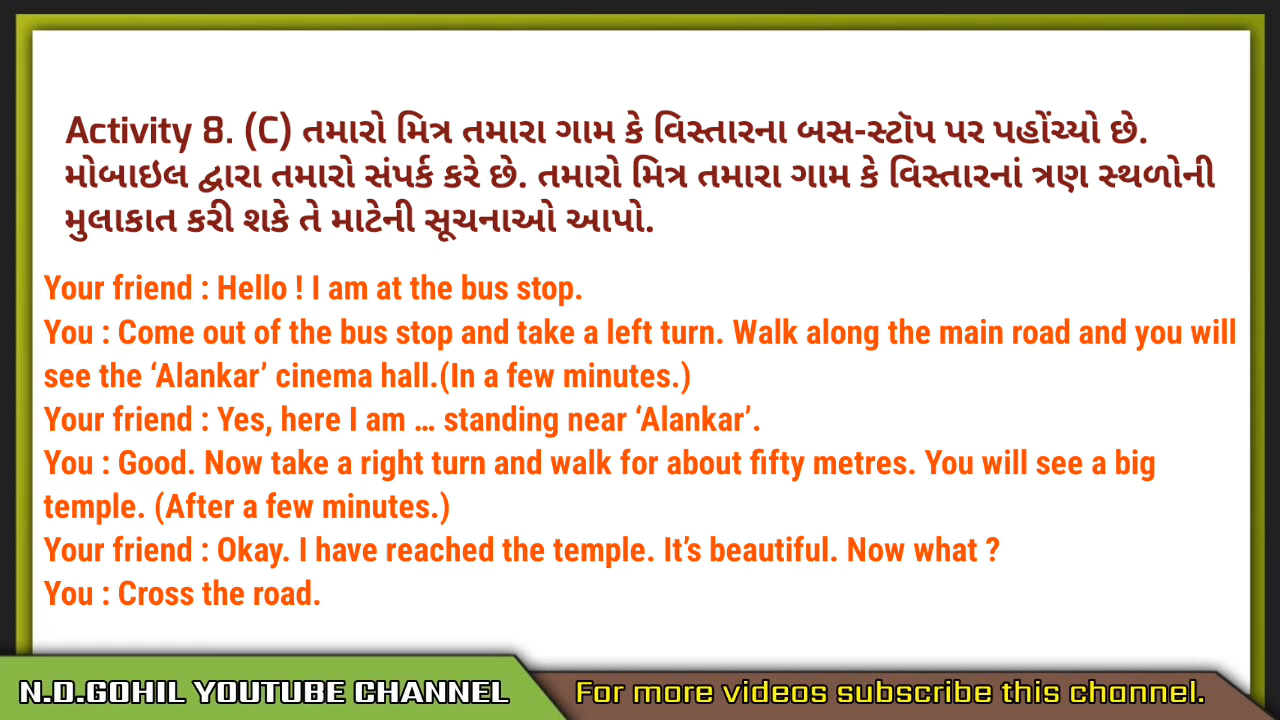 Activity 8. (C) તમારો મિત્ર તમારા ગામ કે વિસ્તારના બસ-સ્ટૉપ પર પહોંચ્યો છે.
મોબાઇલ દ્વારા તમારો સંપર્ક કરે છે. તમારો મિત્ર તમારા ગામ કે વિસ્તારનાં ત્રણ સ્થળોની
મુલાકાત કરી શકે તે માટેની સૂચનાઓ આપો.
Your friend : Hello ! I am at the bus stop.
You : Come out of the bus stop and take a left turn. Walk along the main road and you will
see the ‘Alankar’ cinema hall.(In a few minutes.)
Your friend : Yes, here I am ... standing near ‘Alankar’.
You : Good. Now take a right turn and walk for about fifty metres. You will see a big
temple. (After a few minutes.)
Your friend : Okay. I have reached the temple. It’s beautiful. Now what ?
You : Cross the road.
N.D.GOHIL YOUTUBE CHANNEL
For more videos subscribe this channel.